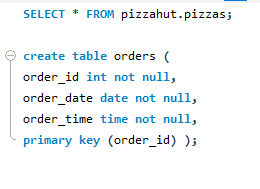 SELECT * FROM pizzahut.pizzas;
create table orders (
order_id int not null,
order_date date not null,
order_time time not null,
primary key (order_id) );